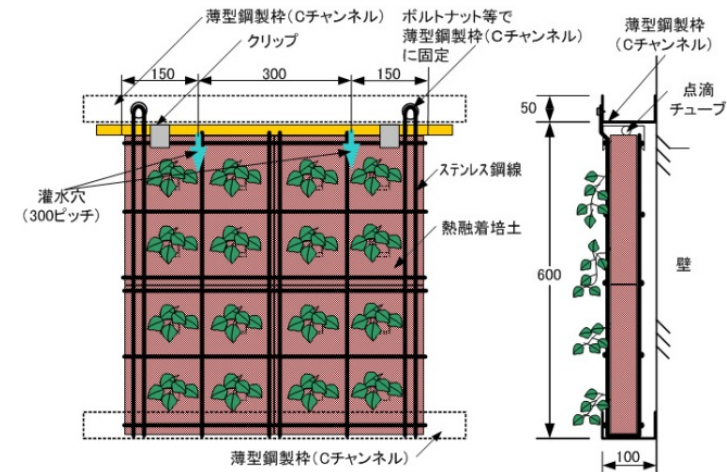 薄型鋼製枠(Cチャンネル)
クリップ
ボルトナット等で
薄型鋼製枠(Cチャンネル)
に固定
150
300
150
灌水穴
(300ピッチ)
ステンレス鋼線
熱融着培土
薄型鋼製枠(Cチャンネル)
薄型鋼製枠
(Cチャンネル)
点滴
チューブ
50
600
壁
100